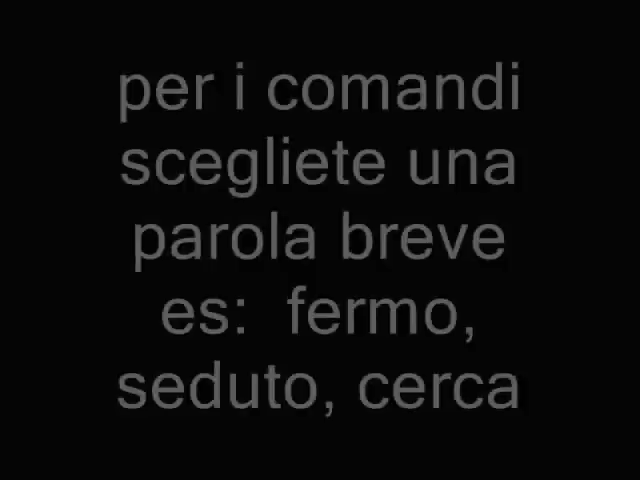 per i comandi
scegliete una
parola breve
es:  fermo,
seduto, cerca